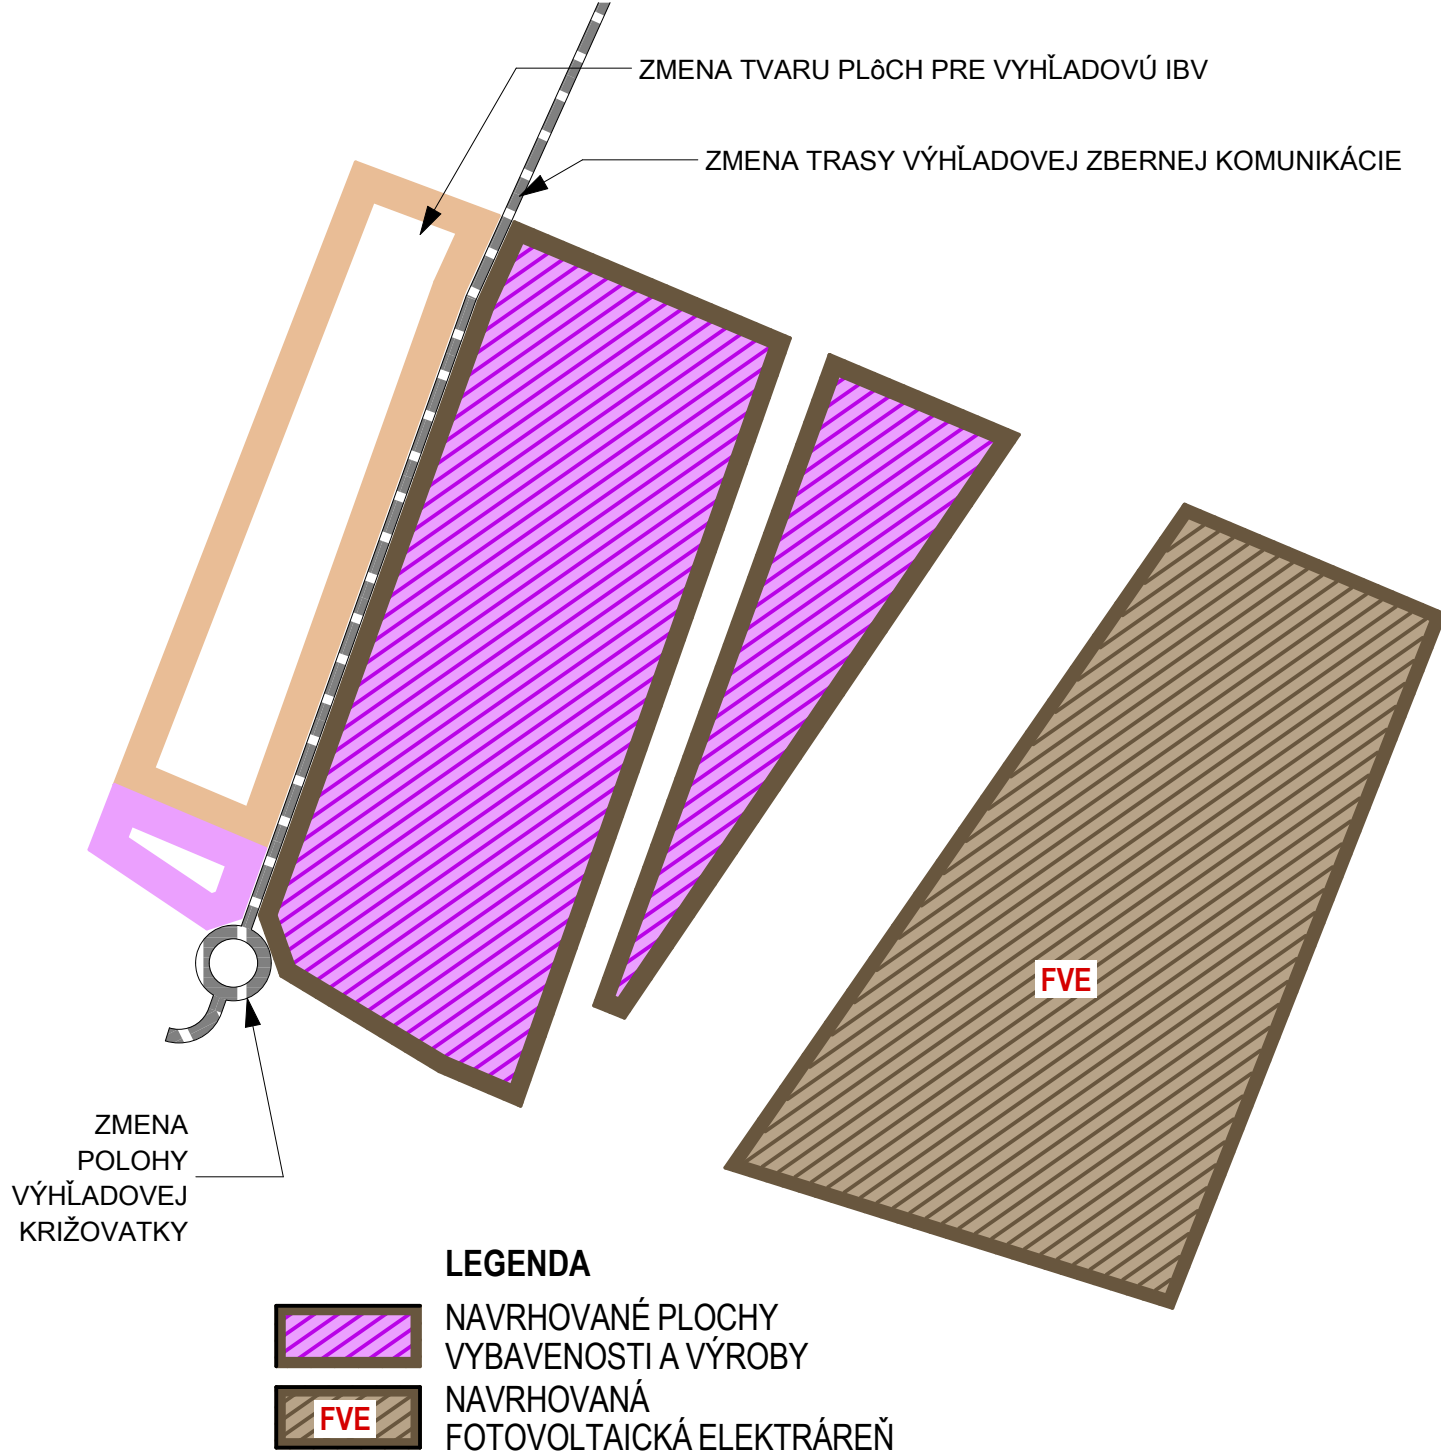 ZMENA TVARU PLôCH PRE VYHĽADOVÚ IBV
ZMENA TRASY VÝHĽADOVEJ ZBERNEJ KOMUNIKÁCIE
FVE
ZMENA
POLOHY
VÝHĽADOVEJ
KRIŽOVATKY
LEGENDA
NAVRHOVANÉ PLOCHY
VYBAVENOSTI A VÝROBY
FVE
NAVRHOVANÁ
FOTOVOLTAICKÁ ELEKTRÁREŇ